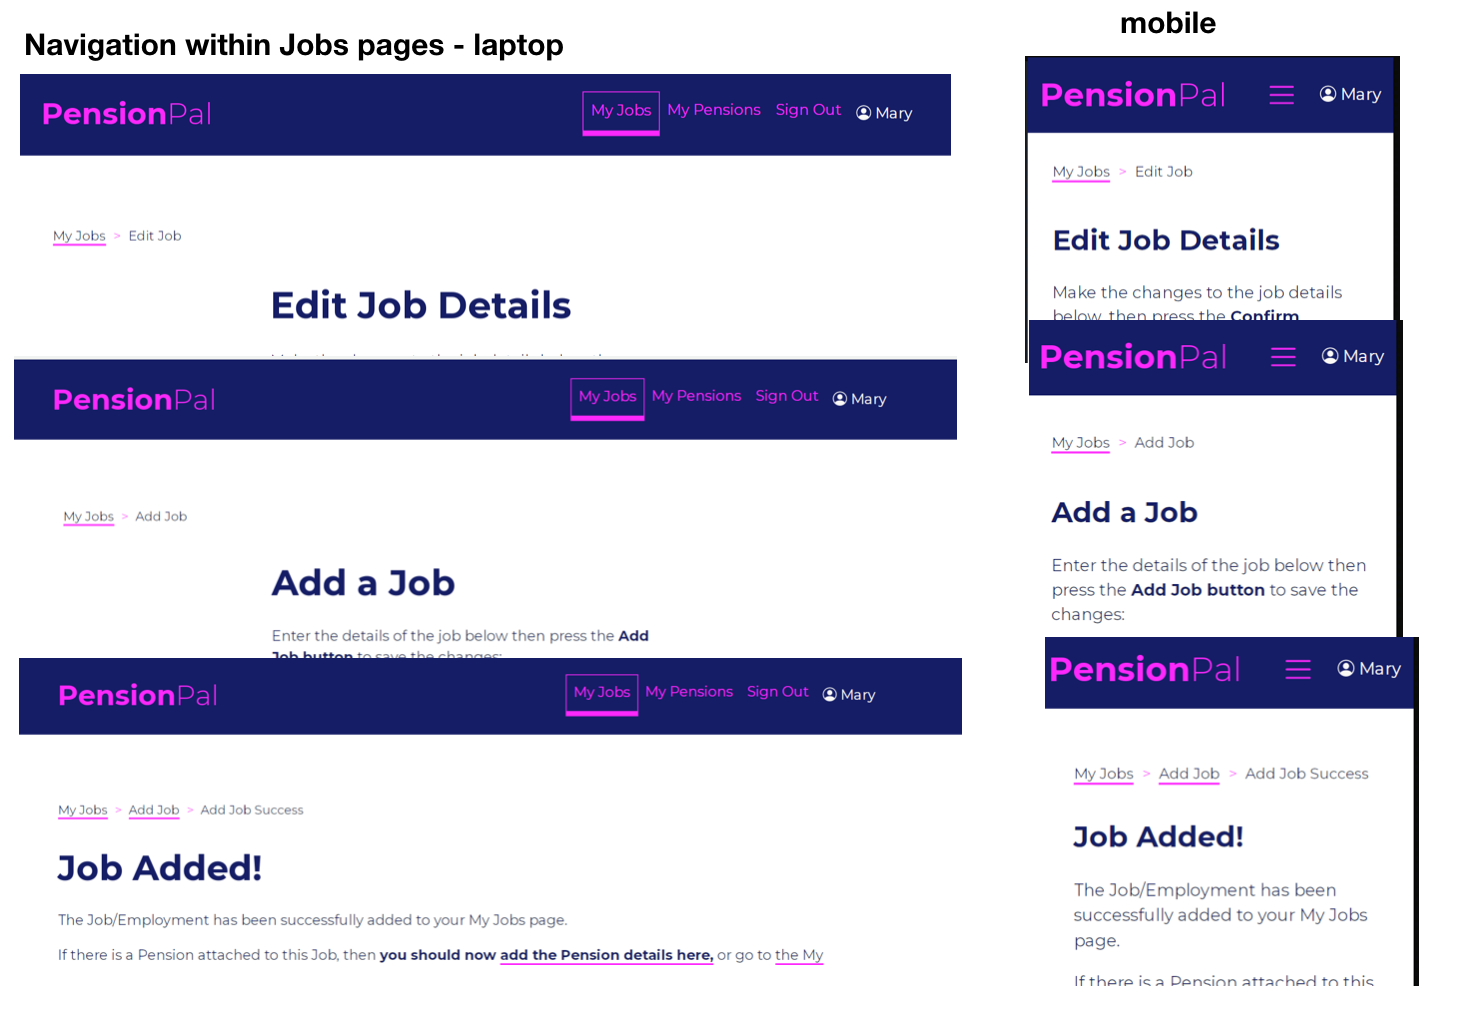 Navigation within Jobs pages - laptop
PensionPal My Jobs My Pensions Sign Out Mary
My Jobs > Edit Job
Edit Job Details
PensionPal My Jobs My Pensions Sign Out Mary
My Jobs > Add Job
Add a Job
Enter the details of the job below then press the Add
Job button to save the changes:
PensionPal My Jobs My Pensions Sign Out Mary
My Jobs > Add Job > Add Job Success
Job Added!
The Job/Employment has been successfully added to your My Jobs page.
If there is a Pension attached to this Job, then you should now add the Pension details here, or go to the My
mobile
PensionPal Mary
My Jobs > Edit Job
Edit Job Details
Make the changes to the job details
below, then press the Confirm
PensionPal Mary
My Jobs > Add Job
Add a Job
Enter the details of the job below then
press the Add Job button to save the
changes:
PensionPal Mary
My Jobs > Add Job > Add Job Success
Job Added!
The Job/Employment has been
successfully added to your My Jobs
page.
If there is a Pension attached to this